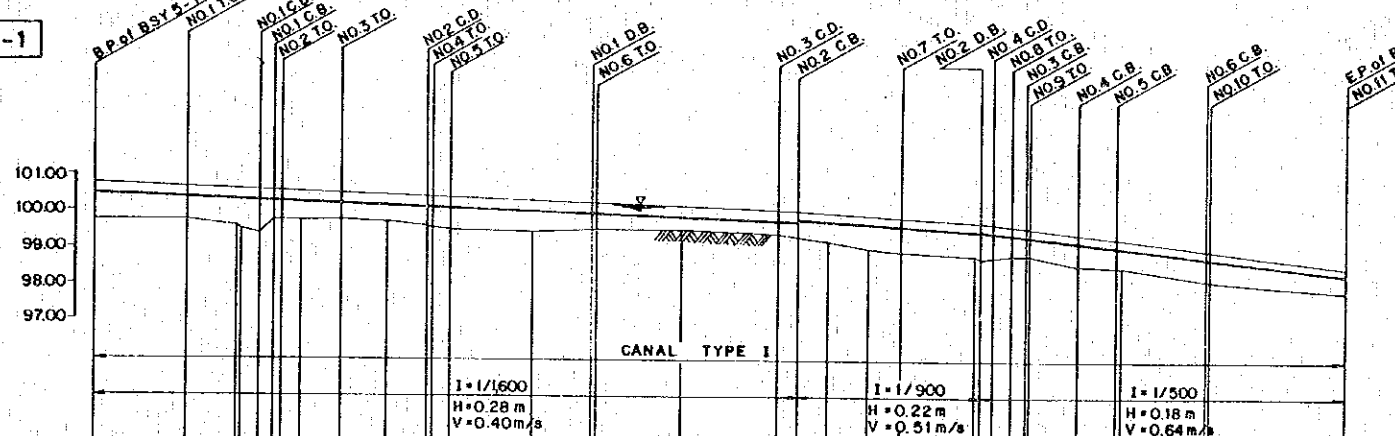 -1
B.P. of BSY 5-1
NO.1 T.O.
NO.1 C.D.
NO.1 C.B.
NO.2 T.O.
NO.3 T.O.
NO.2 C.D.
NO.4 T.O.
NO.5 T.O.
NO.1 D.B.
NO.6 T.O.
NO.3 C.D.
NO.2 C.B.
NO.7 T.O.
NO.2 D.B.
NO.4 C.D.
NO.8 T.O.
NO.3 C.B.
NO.9 T.O.
NO.4 C.B.
NO.5 C.B.
NO.6 C.B.
NO.10 T.O.
E.P. of B
NO.11 T
101.00
100.00
99.00
98.00
97.00
CANAL TYPE I
I=1/1600
H=0.28 m
V=0.40 m/s
I=1/900
H=0.22 m
V=0.51 m/s
I=1/500
H=0.18 m
V=0.64 m/s